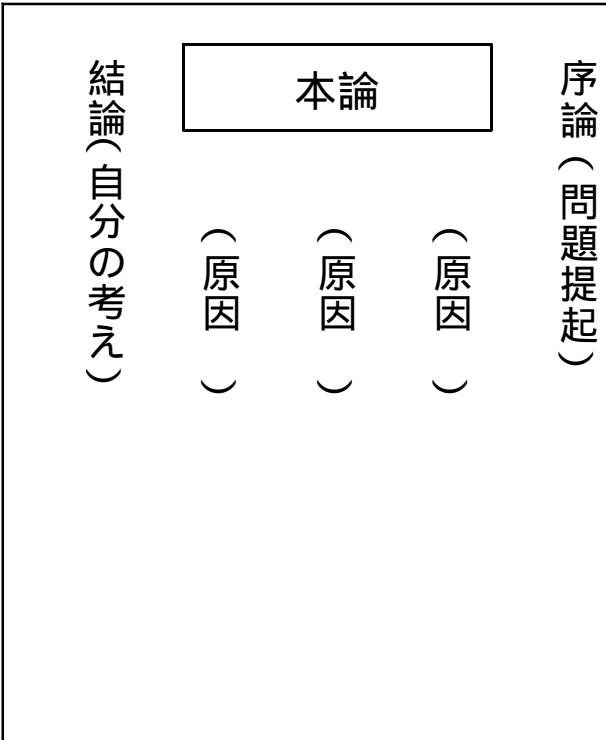 序論（問題提起）
本論
（原因　）
（原因　）
（原因　）
結論（自分の考え）